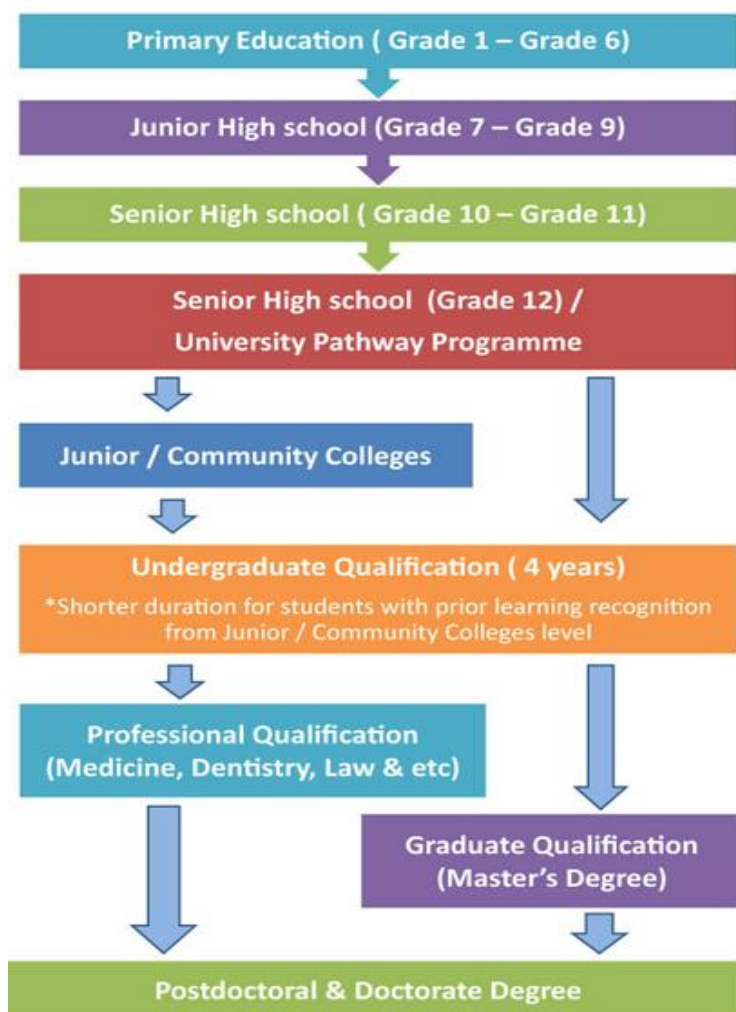 Primary Education ( Grade 1 – Grade 6)
Junior High school (Grade 7 – Grade 9)
Senior High school ( Grade 10 – Grade 11)
Senior High school  (Grade 12) /
University Pathway Programme
Junior / Community Colleges
Undergraduate Qualification ( 4 years)
*Shorter duration for students with prior learning recognition
from Junior / Community Colleges level
Professional Qualification
(Medicine, Dentistry, Law & etc)
Graduate Qualification
(Master’s Degree)
Postdoctoral & Doctorate Degree